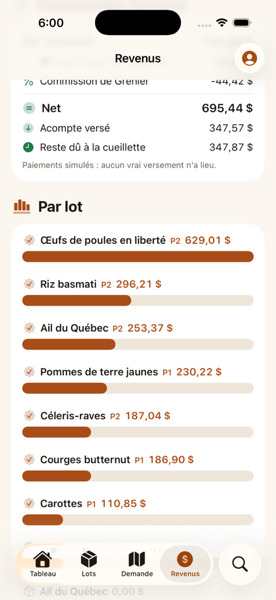 6:00
Revenus
Commission de Grenier -44,42 $
Net 695,44 $
Acompte versé 347,57 $
Reste dû à la cueillette 347,87 $
Paiements simulés : aucun vrai versement n'a lieu.
Par lot
Œufs de poules en liberté P2 629,01 $
Riz basmati P2 296,21 $
Ail du Québec P2 253,37 $
Pommes de terre jaunes P1 230,22 $
Céleris-raves P2 187,04 $
Courges butternut P1 186,90 $
Carottes P1 110,85 $
Tableau Lots Demande Revenus
Ail du Québec 0,00 $